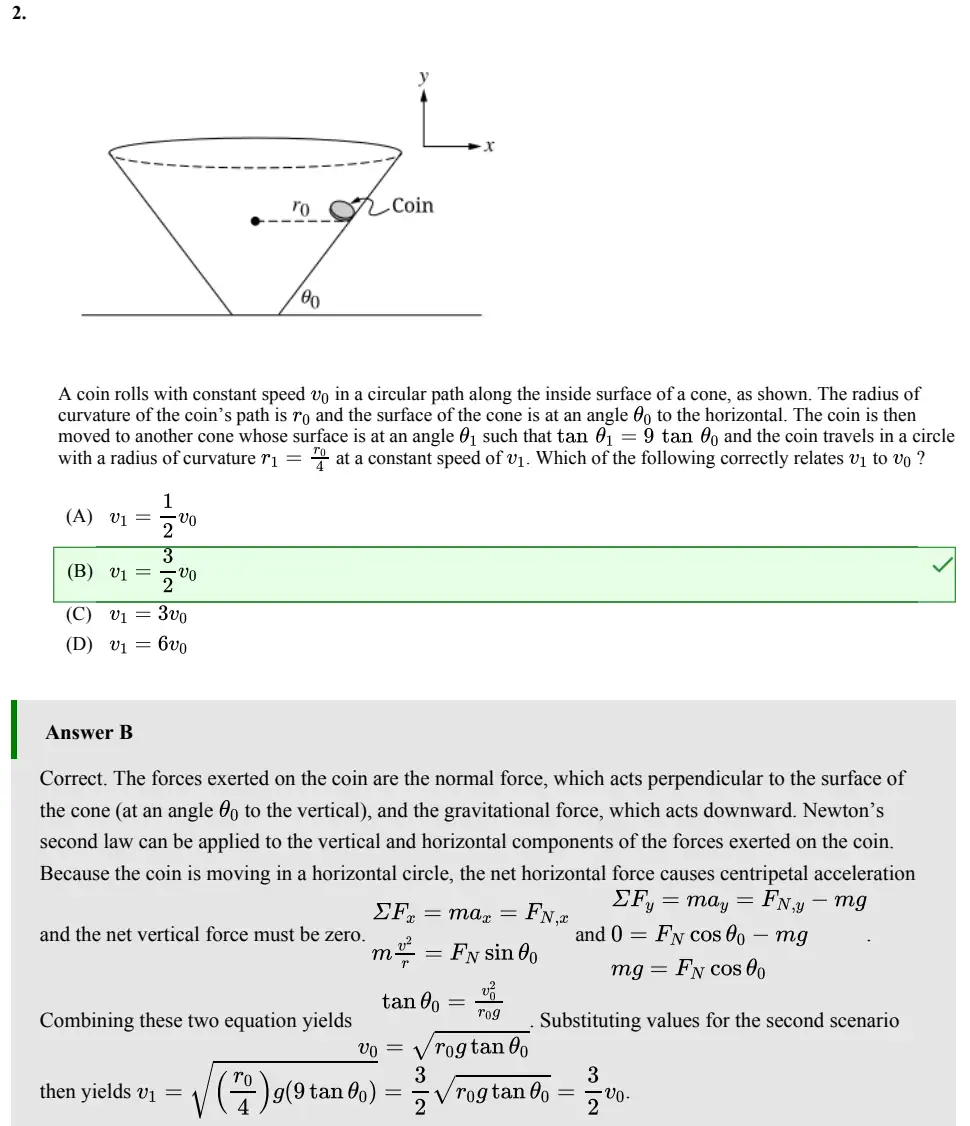 2.
y
x
r₀
Coin
θ₀
A coin rolls with constant speed v₀ in a circular path along the inside surface of a cone, as shown. The radius of
curvature of the coin's path is r₀ and the surface of the cone is at an angle θ₀ to the horizontal. The coin is then
moved to another cone whose surface is at an angle θ₁ such that tan θ₁ = 9 tan θ₀ and the coin travels in a circle
with a radius of curvature r₁ = r₀/4 at a constant speed of v₁. Which of the following correctly relates v₁ to v₀ ?
(A) v₁ = 1/2 v₀
(B) v₁ = 3/2 v₀
(C) v₁ = 3v₀
(D) v₁ = 6v₀
Answer B
Correct. The forces exerted on the coin are the normal force, which acts perpendicular to the surface of
the cone (at an angle θ₀ to the vertical), and the gravitational force, which acts downward. Newton's
second law can be applied to the vertical and horizontal components of the forces exerted on the coin.
Because the coin is moving in a horizontal circle, the net horizontal force causes centripetal acceleration
and the net vertical force must be zero.
ΣFₓ = maₓ = F_N,x
m v²/r = F_N sin θ₀
and
ΣF_y = ma_y = F_N,y − mg
0 = F_N cos θ₀ − mg
mg = F_N cos θ₀
.
Combining these two equation yields
tan θ₀ = v₀²/r₀g
v₀ = √(r₀g tan θ₀)
. Substituting values for the second scenario
then yields v₁ = √((r₀/4)g(9 tan θ₀)) = 3/2 √(r₀g tan θ₀) = 3/2 v₀.